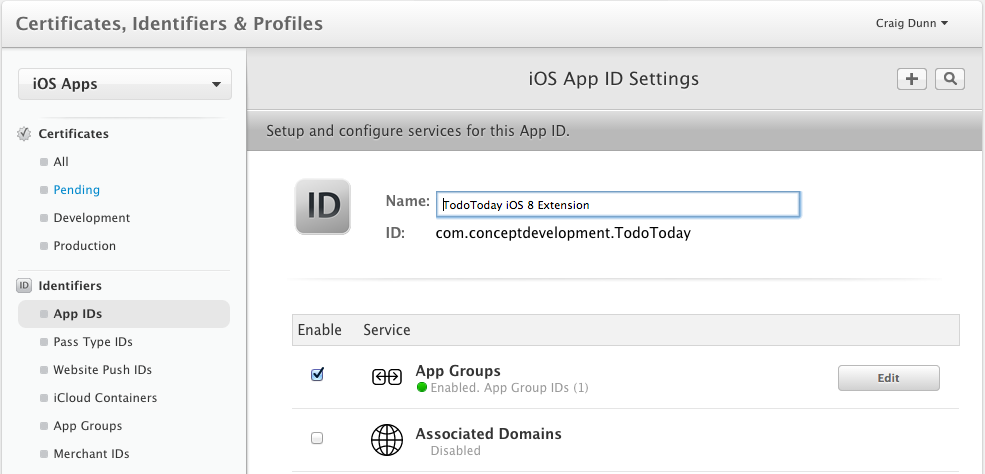 Certificates, Identifiers & Profiles
Craig Dunn
iOS Apps
Certificates
All
Pending
Development
Production
ID Identifiers
App IDs
Pass Type IDs
Website Push IDs
iCloud Containers
App Groups
Merchant IDs
iOS App ID Settings
Setup and configure services for this App ID.
ID
Name: TodoToday iOS 8 Extension
ID: com.conceptdevelopment.TodoToday
Enable Service
App Groups
Enabled. App Group IDs (1)
Edit
Associated Domains
Disabled